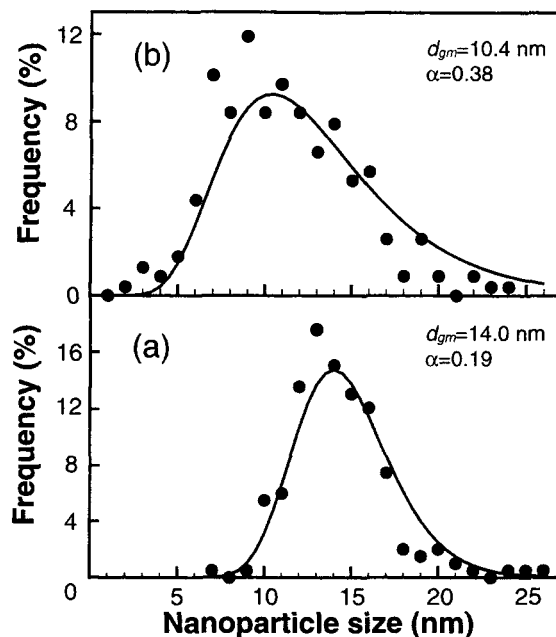 12
(b)
d_gm=10.4 nm
α=0.38
8
4
0
Frequency (%)
16
(a)
d_gm=14.0 nm
α=0.19
12
8
4
0
Frequency (%)
5 10 15 20 25
Nanoparticle size (nm)